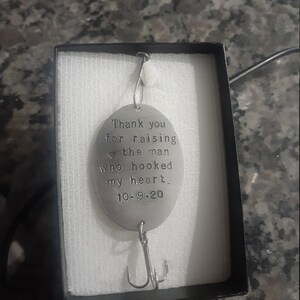 Thank you
for raising
the man
who hooked
my heart.
10-9-20